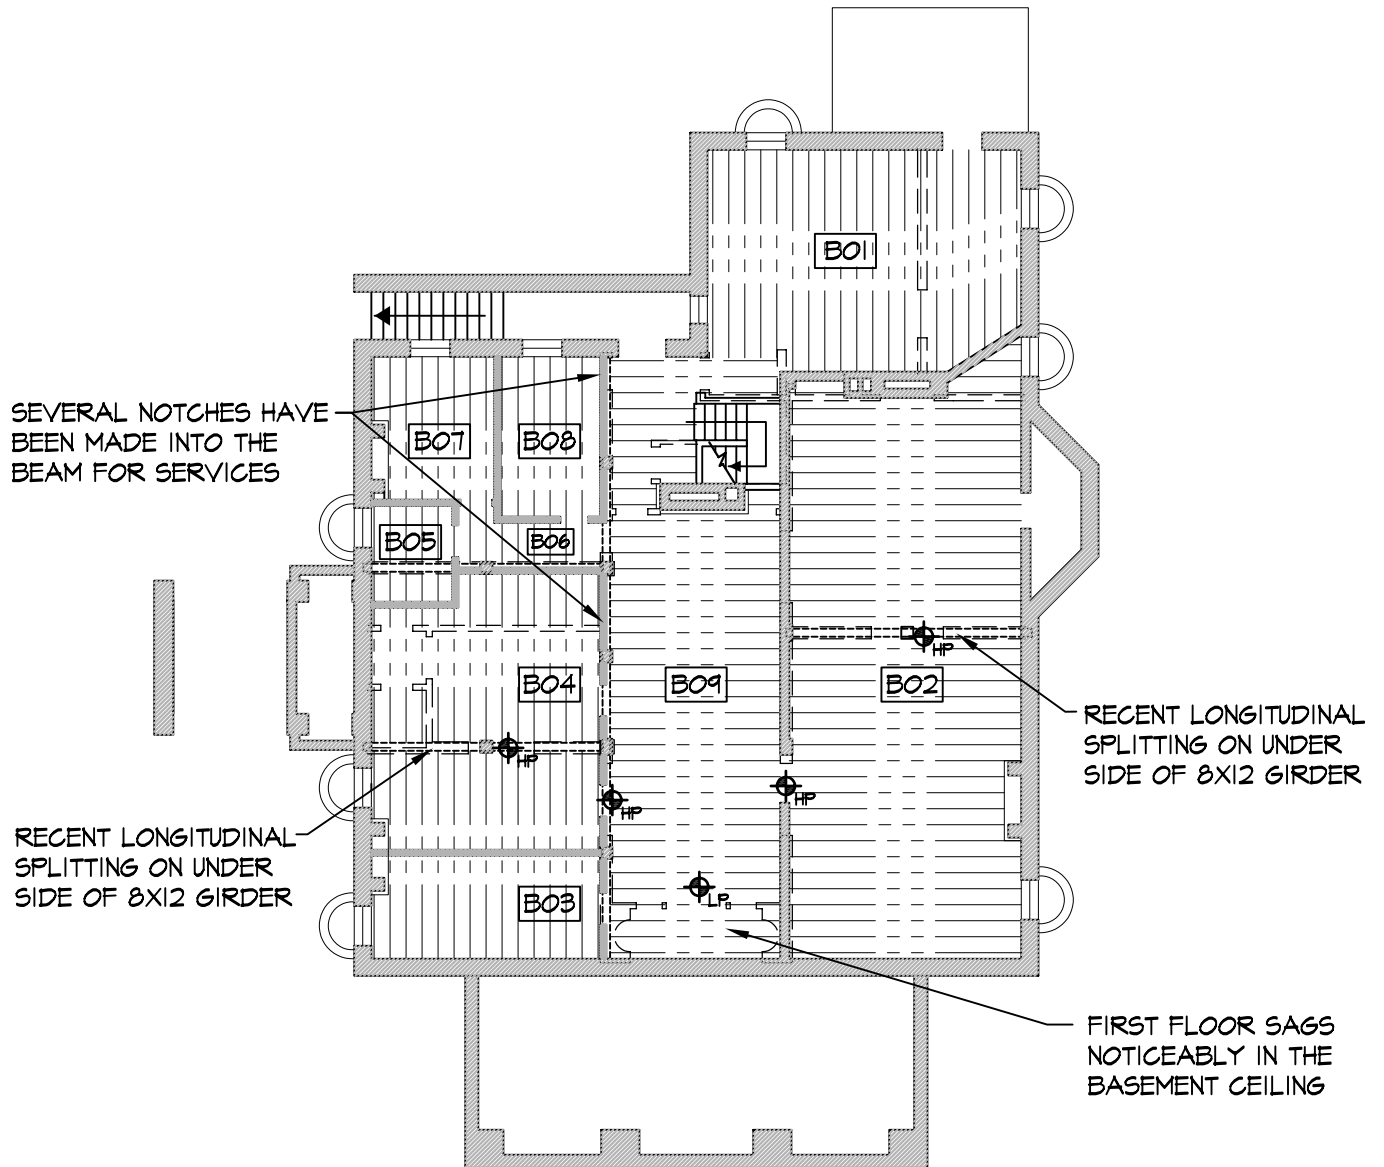 B01
SEVERAL NOTCHES HAVE
BEEN MADE INTO THE
BEAM FOR SERVICES
B07
B08
B05
B06
HP
B04
B09
B02
RECENT LONGITUDINAL
SPLITTING ON UNDER
SIDE OF 8X12 GIRDER
HP
HP
HP
RECENT LONGITUDINAL
SPLITTING ON UNDER
SIDE OF 8X12 GIRDER
LP
B03
FIRST FLOOR SAGS
NOTICEABLY IN THE
BASEMENT CEILING